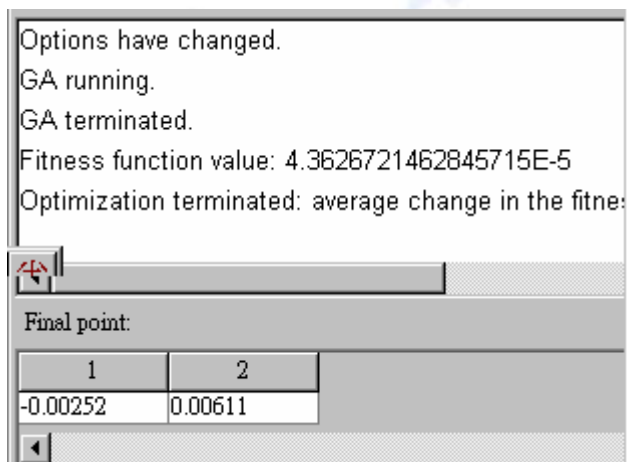 Options have changed.
GA running.
GA terminated.
Fitness function value: 4.3626721462845715E-5
Optimization terminated: average change in the fitne
Final point:
1 2
-0.00252 0.00611